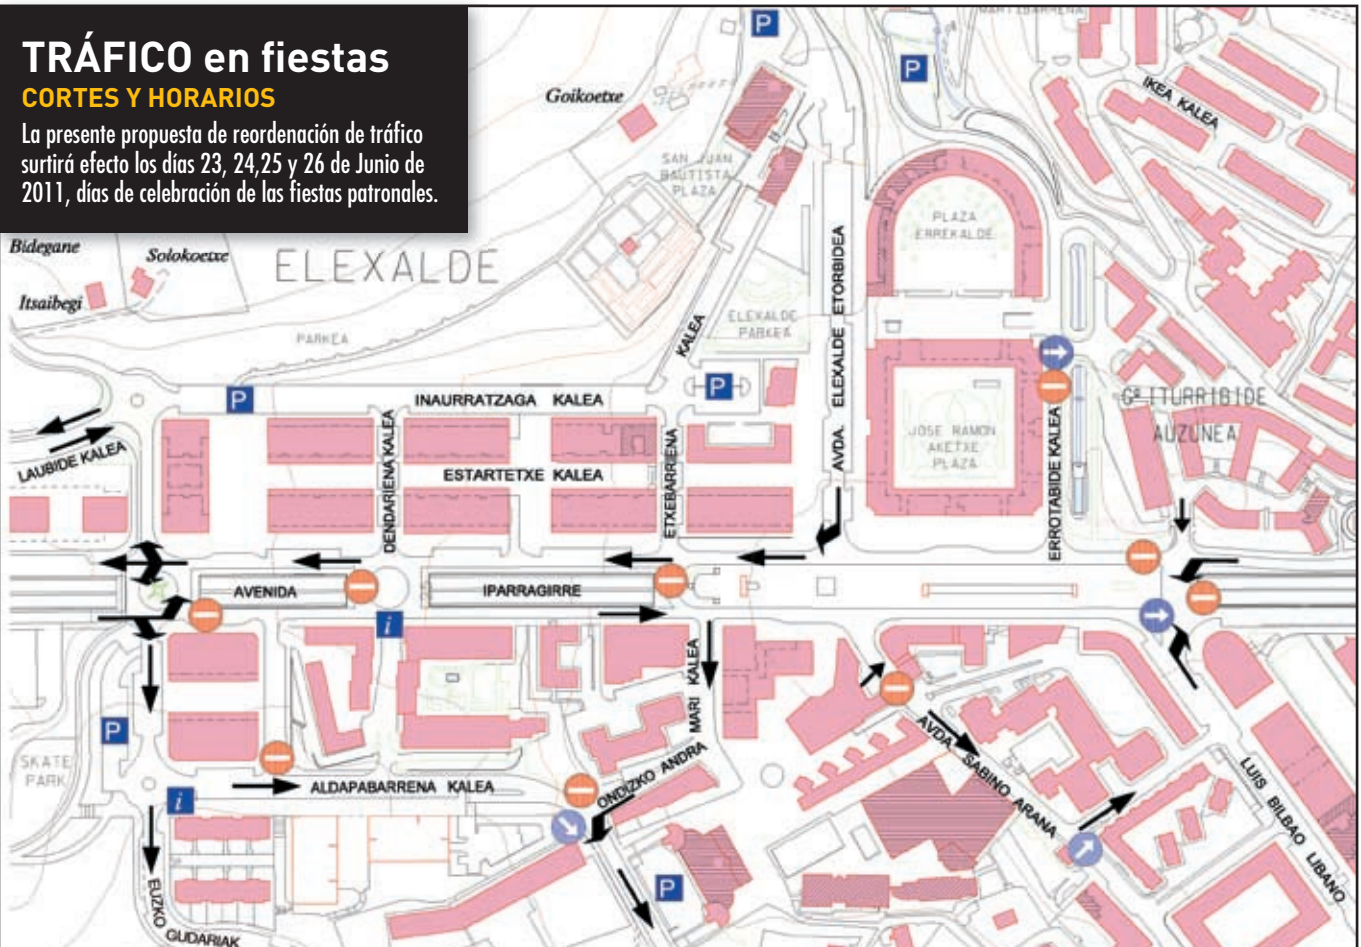 TRÁFICO en fiestas
CORTES Y HORARIOS
La presente propuesta de reordenación de tráfico
surtirá efecto los días 23, 24,25 y 26 de Junio de
2011, días de celebración de las fiestas patronales.
P
P
MARTIBARRENA
IKEA KALEA
Goikoetxe
SAN JUAN
BAUTISTA
PLAZA
PLAZA
ERREKALDE
Bidegane
Solokoetxe
ELEXALDE
Itsaibegi
PARKEA
KALEA
ELEXALDE
PARKEA
AVDA. ELEXALDE ETORBIDEA
P
P
INAURRATZAGA KALEA
Gº ITURRIBIDE
AUZUNEA
JOSE RAMON
AKETXE
PLAZA
LAUBIDE KALEA
DENDARIENA KALEA
ESTARTETXE KALEA
ETXEBARRIENA
ERROTABIDE KALEA
AVENIDA
IPARRAGIRRE
i
MARI KALEA
P
SKATE
PARK
ALDAPABARRENA KALEA
ONDIZKO ANDRA
AVDA. SABINO ARANA
LUIS BILBAO LIBANO
i
P
EUZKO
GUDARIAK